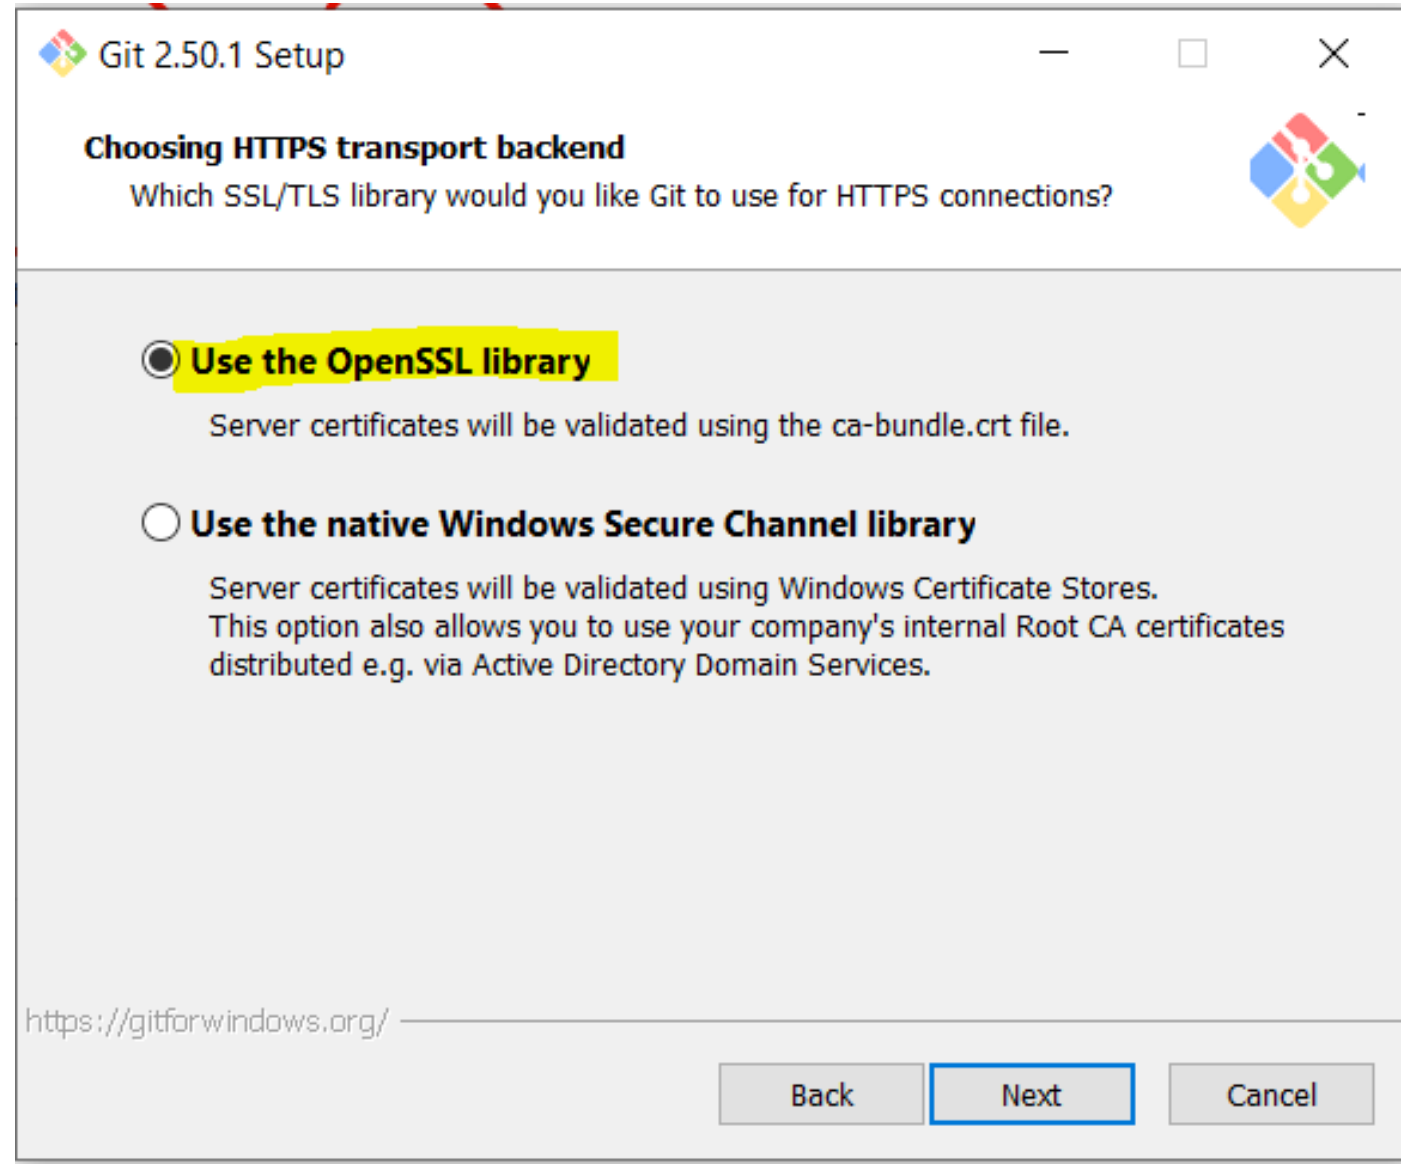 Git 2.50.1 Setup
Choosing HTTPS transport backend
Which SSL/TLS library would you like Git to use for HTTPS connections?
Use the OpenSSL library
Server certificates will be validated using the ca-bundle.crt file.
Use the native Windows Secure Channel library
Server certificates will be validated using Windows Certificate Stores.
This option also allows you to use your company's internal Root CA certificates
distributed e.g. via Active Directory Domain Services.
https://gitforwindows.org/
Back Next Cancel